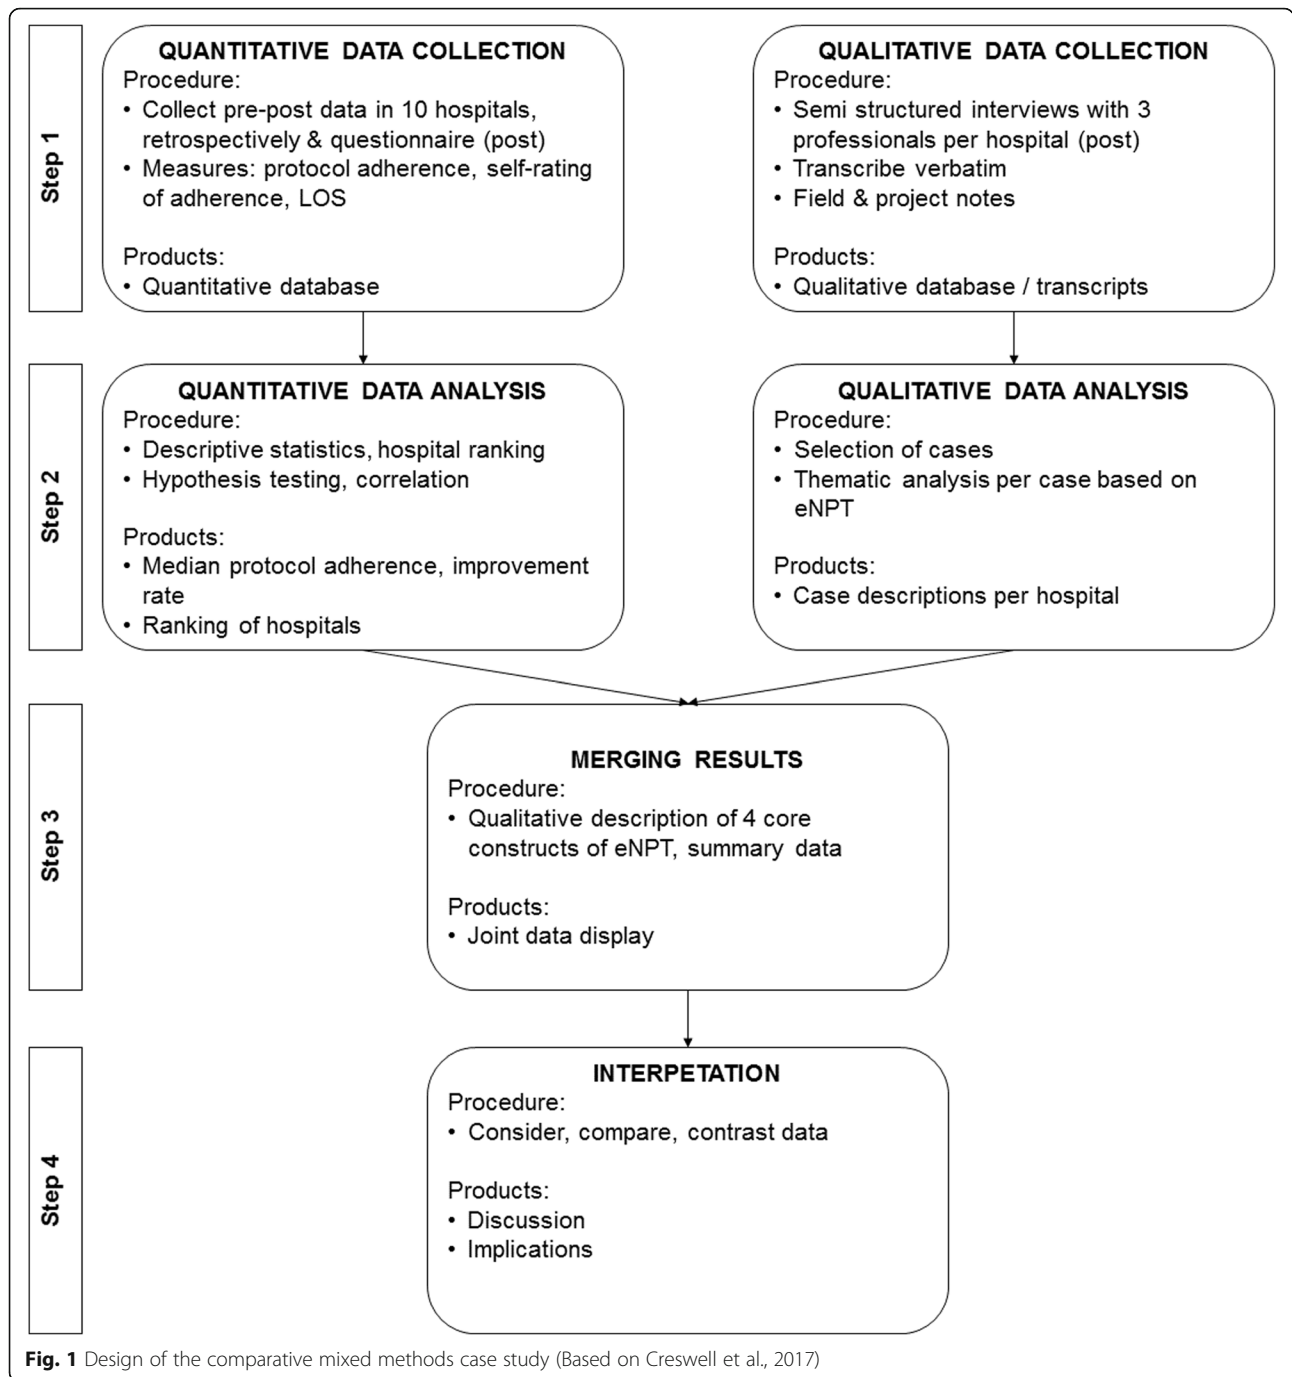 Step 1
QUANTITATIVE DATA COLLECTION
Procedure:
• Collect pre-post data in 10 hospitals,
retrospectively & questionnaire (post)
• Measures: protocol adherence, self-rating
of adherence, LOS
Products:
• Quantitative database
QUALITATIVE DATA COLLECTION
Procedure:
• Semi structured interviews with 3
professionals per hospital (post)
• Transcribe verbatim
• Field & project notes
Products:
• Qualitative database / transcripts
Step 2
QUANTITATIVE DATA ANALYSIS
Procedure:
• Descriptive statistics, hospital ranking
• Hypothesis testing, correlation
Products:
• Median protocol adherence, improvement
rate
• Ranking of hospitals
QUALITATIVE DATA ANALYSIS
Procedure:
• Selection of cases
• Thematic analysis per case based on
eNPT
Products:
• Case descriptions per hospital
Step 3
MERGING RESULTS
Procedure:
• Qualitative description of 4 core
constructs of eNPT, summary data
Products:
• Joint data display
Step 4
INTERPETATION
Procedure:
• Consider, compare, contrast data
Products:
• Discussion
• Implications
Fig. 1 Design of the comparative mixed methods case study (Based on Creswell et al., 2017)